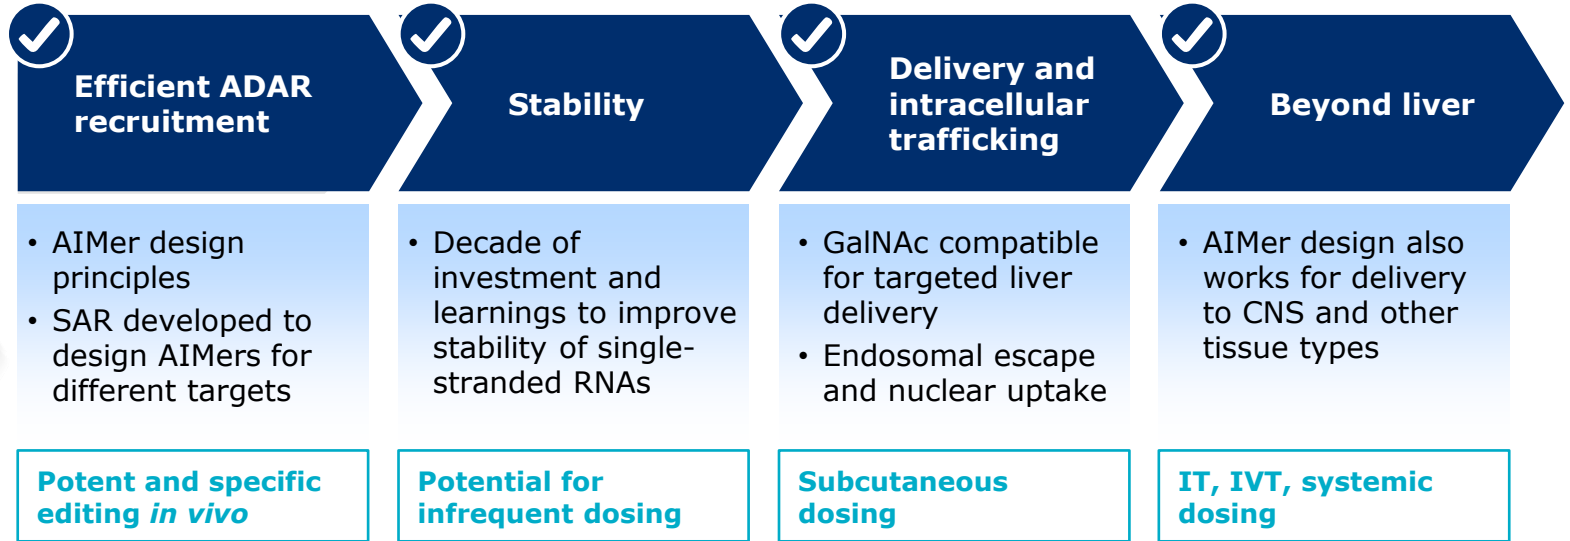 Efficient ADAR
recruitment
Stability
Delivery and
intracellular
trafficking
Beyond liver
• AIMer design
principles
• SAR developed to
design AIMers for
different targets
• Decade of
investment and
learnings to improve
stability of single-
stranded RNAs
• GalNAc compatible
for targeted liver
delivery
• Endosomal escape
and nuclear uptake
• AIMer design also
works for delivery
to CNS and other
tissue types
Potent and specific
editing in vivo
Potential for
infrequent dosing
Subcutaneous
dosing
IT, IVT, systemic
dosing